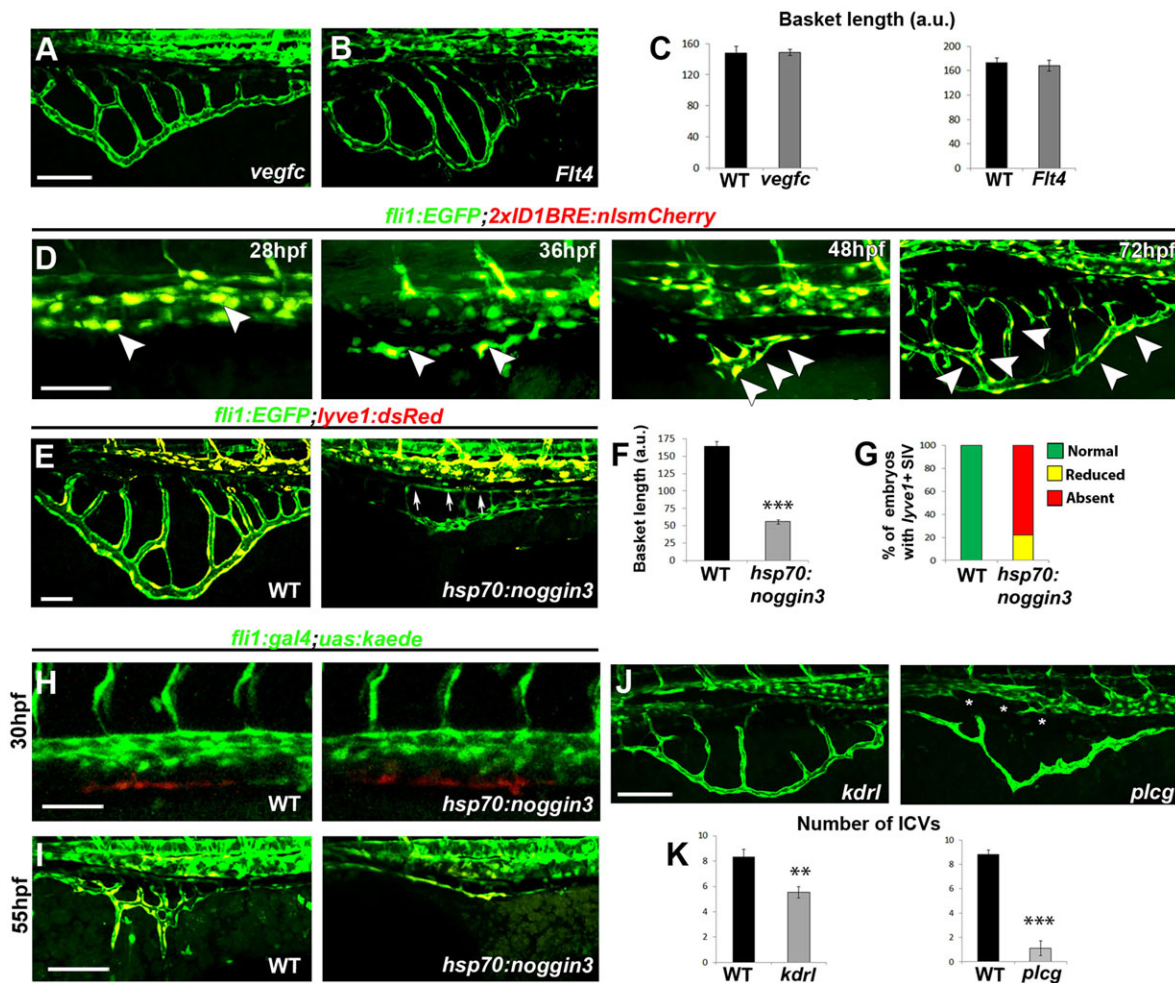 A
vegfc
B
Flt4
C
Basket length (a.u.)
160
120
80
40
0
WT
vegfc
200
160
120
80
40
0
WT
Flt4
fli1:EGFP;2xID1BRE:nlsmCherry
D
28hpf
36hpf
48hpf
72hpf
fli1:EGFP;lyve1:dsRed
E
WT
hsp70:noggin3
F
Basket length (a.u.)
175
150
125
100
75
50
25
0
***
WT
hsp70:
noggin3
G
% of embryos
with lyve1+ SIV
100
80
60
40
20
0
WT
hsp70:
noggin3
Normal
Reduced
Absent
fli1:gal4;uas:kaede
30hpf
H
WT
hsp70:noggin3
55hpf
I
WT
hsp70:noggin3
J
kdrl
* * *
plcg
K
Number of ICVs
10
8
6
4
2
0
**
WT
kdrl
10
8
6
4
2
0
***
WT
plcg